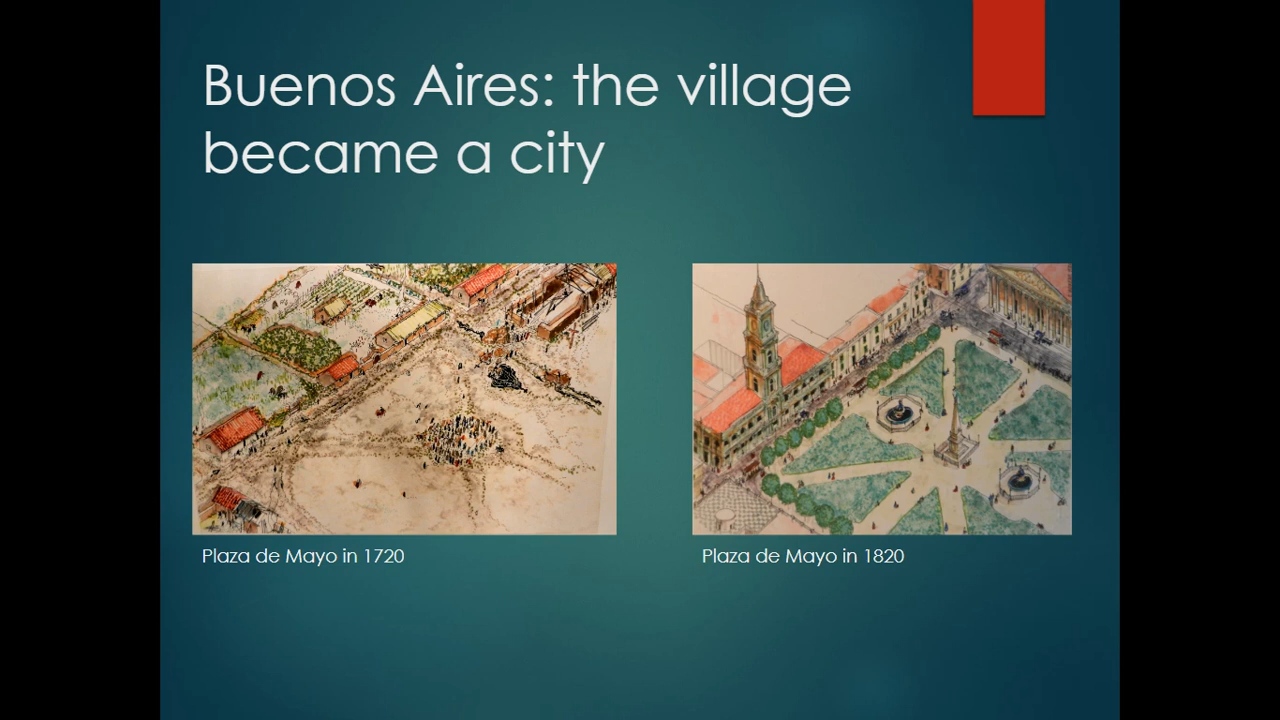 Buenos Aires: the village
became a city
Plaza de Mayo in 1720
Plaza de Mayo in 1820